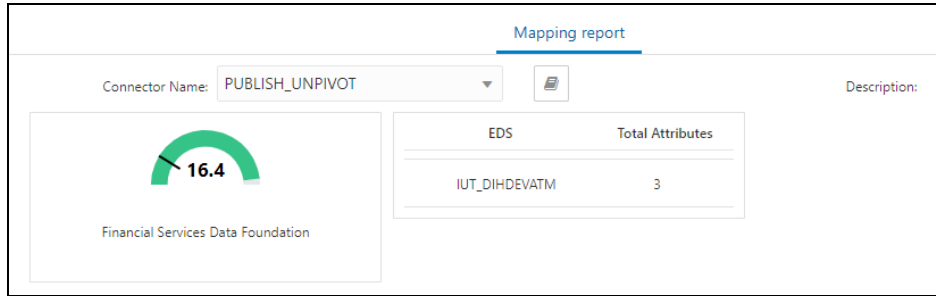 Mapping report
Connector Name: PUBLISH_UNPIVOT Description:
16.4
Financial Services Data Foundation
EDS Total Attributes
IUT_DIHDEVATM 3